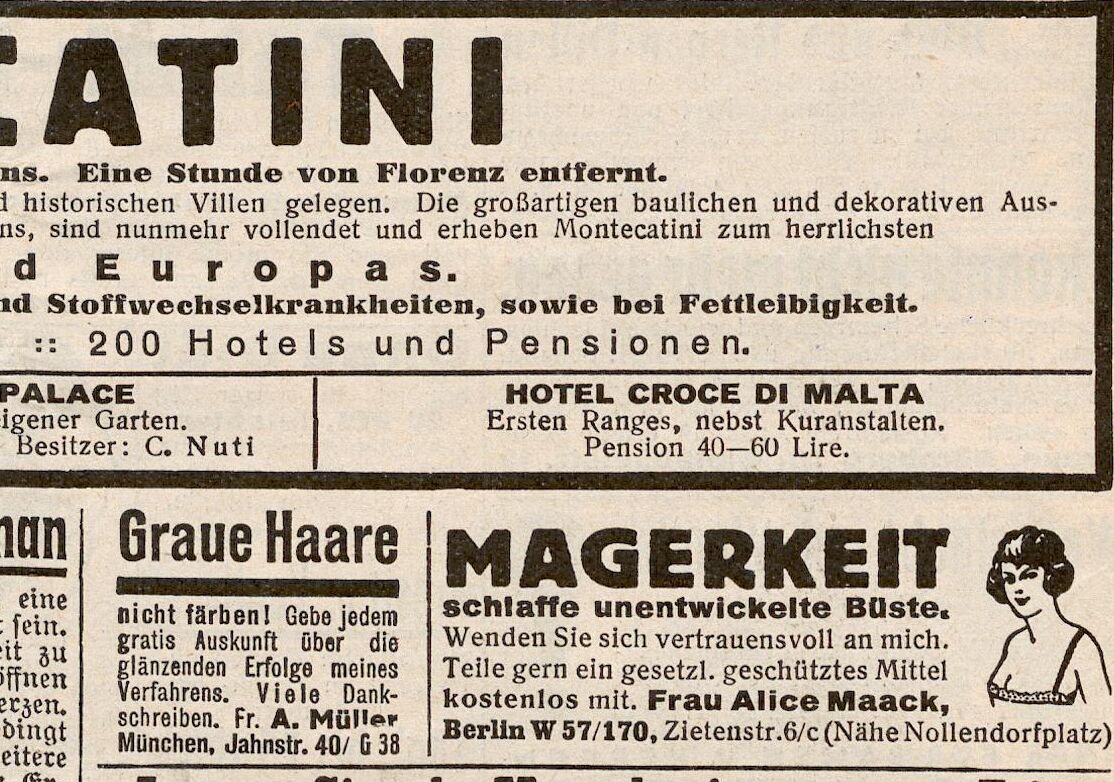 CATINI
ns. Eine Stunde von Florenz entfernt.
d historischen Villen gelegen. Die großartigen baulichen und dekorativen Aus-
ns, sind nunmehr vollendet und erheben Montecatini zum herrlichsten
d Europas.
nd Stoffwechselkrankheiten, sowie bei Fettleibigkeit.
:: 200 Hotels und Pensionen.
PALACE
eigener Garten.
Besitzer: C. Nuti
HOTEL CROCE DI MALTA
Ersten Ranges, nebst Kuranstalten.
Pension 40—60 Lire.
nan
eine
sein.
eit zu
öffnen
erzen.
dingt
eitere
Graue Haare
nicht färben! Gebe jedem
gratis Auskunft über die
glänzenden Erfolge meines
Verfahrens. Viele Dank-
schreiben. Fr. A. Müller
München, Jahnstr. 40/ G 38
MAGERKEIT
schlaffe unentwickelte Büste.
Wenden Sie sich vertrauensvoll an mich.
Teile gern ein gesetzl. geschütztes Mittel
kostenlos mit. Frau Alice Maack,
Berlin W 57/170, Zietenstr. 6/c (Nähe Nollendorfplatz)